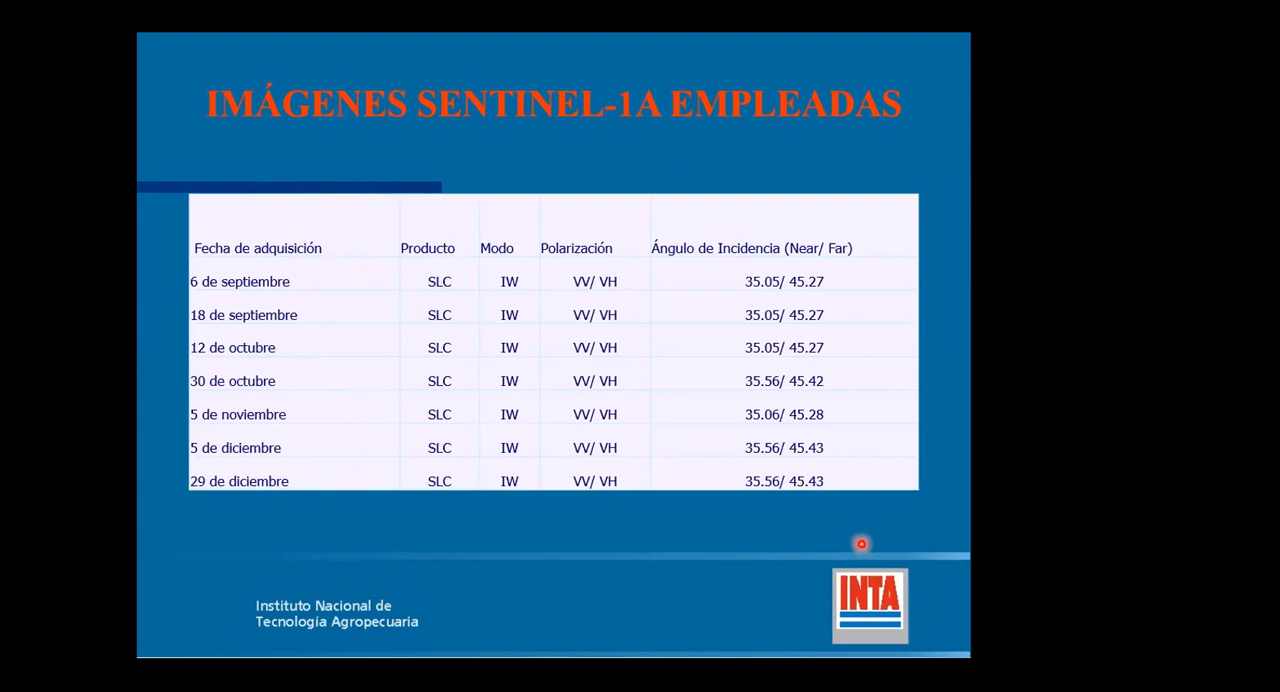 IMÁGENES SENTINEL-1A EMPLEADAS
Fecha de adquisición Producto Modo Polarización Ángulo de Incidencia (Near/ Far)
6 de septiembre SLC IW VV/ VH 35.05/ 45.27
18 de septiembre SLC IW VV/ VH 35.05/ 45.27
12 de octubre SLC IW VV/ VH 35.05/ 45.27
30 de octubre SLC IW VV/ VH 35.56/ 45.42
5 de noviembre SLC IW VV/ VH 35.06/ 45.28
5 de diciembre SLC IW VV/ VH 35.56/ 45.43
29 de diciembre SLC IW VV/ VH 35.56/ 45.43
Instituto Nacional de
Tecnología Agropecuaria
INTA